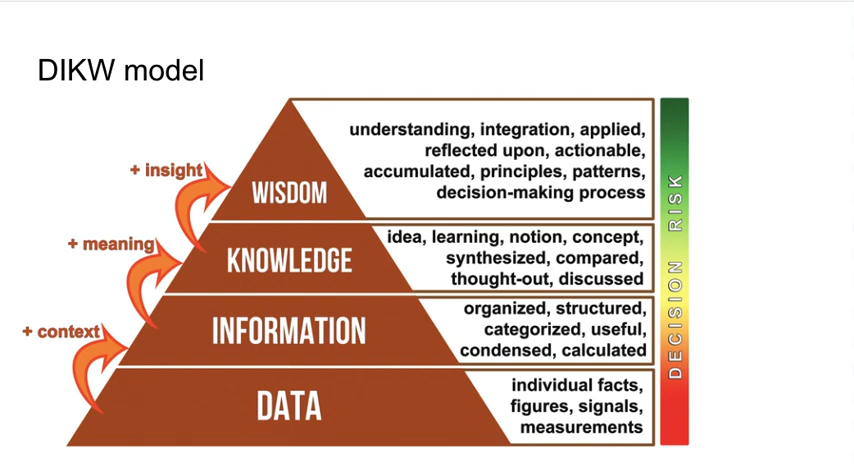 DIKW model
understanding, integration, applied,
reflected upon, actionable,
accumulated, principles, patterns,
decision-making process
+ insight
WISDOM
idea, learning, notion, concept,
synthesized, compared,
thought-out, discussed
+ meaning
KNOWLEDGE
organized, structured,
categorized, useful,
condensed, calculated
+ context
INFORMATION
individual facts,
figures, signals,
measurements
DATA
DECISION RISK